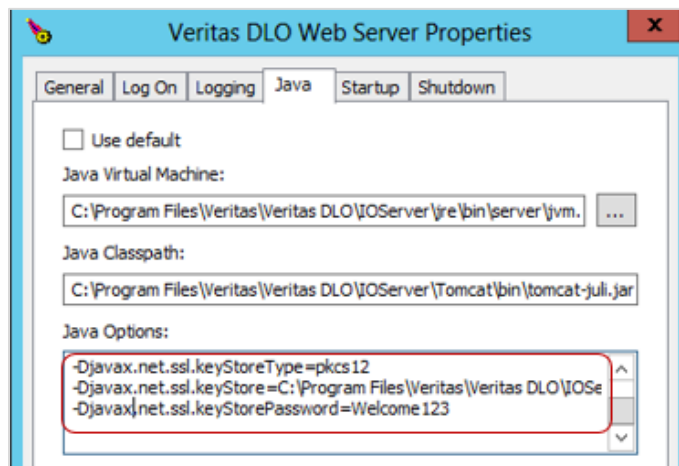 Veritas DLO Web Server Properties
x
General Log On Logging Java Startup Shutdown
Use default
Java Virtual Machine:
C:\Program Files\Veritas\Veritas DLO\IOServer\jre\bin\server\jvm.
...
Java Classpath:
C:\Program Files\Veritas\Veritas DLO\IOServer\Tomcat\bin\tomcat-juli.jar
Java Options:
-Djavax.net.ssl.keyStoreType=pkcs12
-Djavax.net.ssl.keyStore=C:\Program Files\Veritas\Veritas DLO\IOSe
-Djavax.net.ssl.keyStorePassword=Welcome123